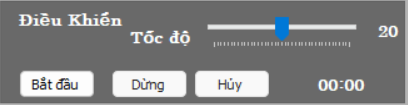 Điều Khiển
Tốc độ 20
Bắt đầu Dừng Hủy 00:00